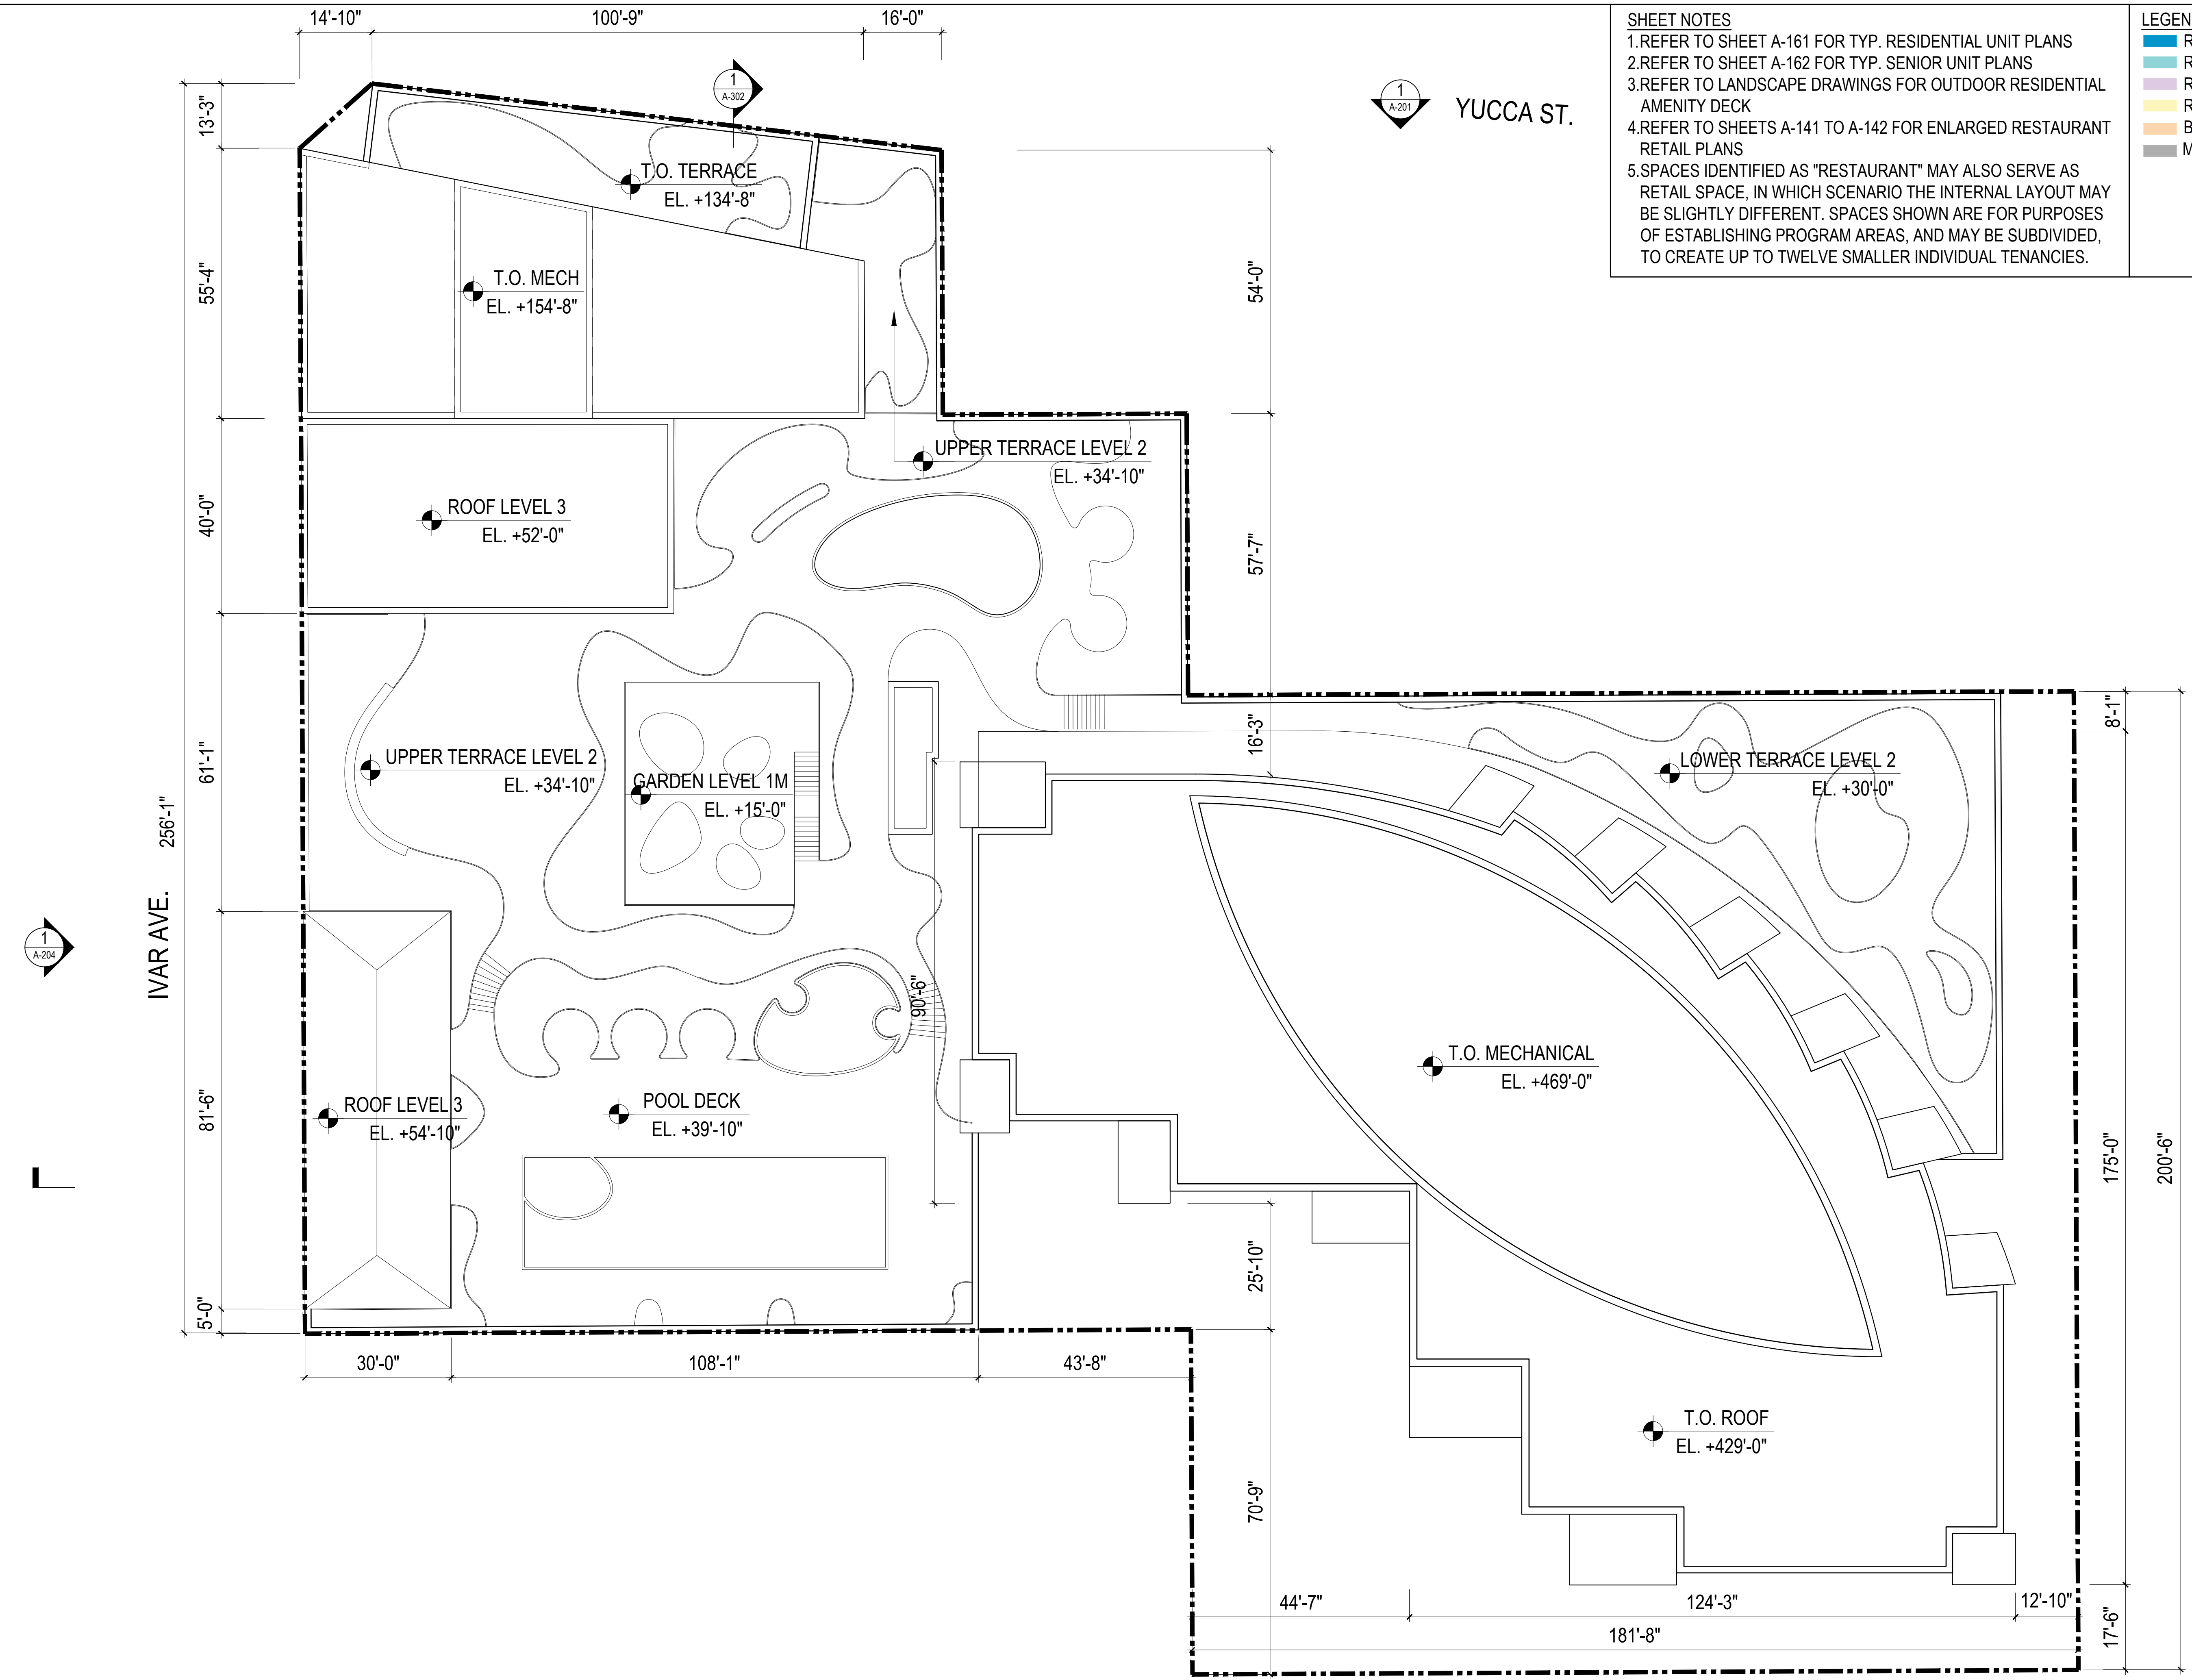 14'-10"
100'-9"
16'-0"
SHEET NOTES
1.REFER TO SHEET A-161 FOR TYP. RESIDENTIAL UNIT PLANS
2.REFER TO SHEET A-162 FOR TYP. SENIOR UNIT PLANS
3.REFER TO LANDSCAPE DRAWINGS FOR OUTDOOR RESIDENTIAL
AMENITY DECK
4.REFER TO SHEETS A-141 TO A-142 FOR ENLARGED RESTAURANT
RETAIL PLANS
5.SPACES IDENTIFIED AS "RESTAURANT" MAY ALSO SERVE AS
RETAIL SPACE, IN WHICH SCENARIO THE INTERNAL LAYOUT MAY
BE SLIGHTLY DIFFERENT. SPACES SHOWN ARE FOR PURPOSES
OF ESTABLISHING PROGRAM AREAS, AND MAY BE SUBDIVIDED,
TO CREATE UP TO TWELVE SMALLER INDIVIDUAL TENANCIES.
LEGEN
R
R
R
R
B
M
1
A-302
1
A-201
YUCCA ST.
13'-3"
T.O. TERRACE
EL. +134'-8"
55'-4"
T.O. MECH
EL. +154'-8"
54'-0"
UPPER TERRACE LEVEL 2
EL. +34'-10"
40'-0"
ROOF LEVEL 3
EL. +52'-0"
57'-7"
16'-3"
8'-1"
61'-1"
256'-1"
UPPER TERRACE LEVEL 2
EL. +34'-10"
GARDEN LEVEL 1M
EL. +15'-0"
LOWER TERRACE LEVEL 2
EL. +30'-0"
1
A-204
IVAR AVE.
90'-6"
T.O. MECHANICAL
EL. +469'-0"
81'-6"
ROOF LEVEL 3
EL. +54'-10"
POOL DECK
EL. +39'-10"
175'-0"
200'-6"
25'-10"
5'-0"
30'-0"
108'-1"
43'-8"
T.O. ROOF
EL. +429'-0"
70'-9"
44'-7"
124'-3"
12'-10"
181'-8"
17'-6"